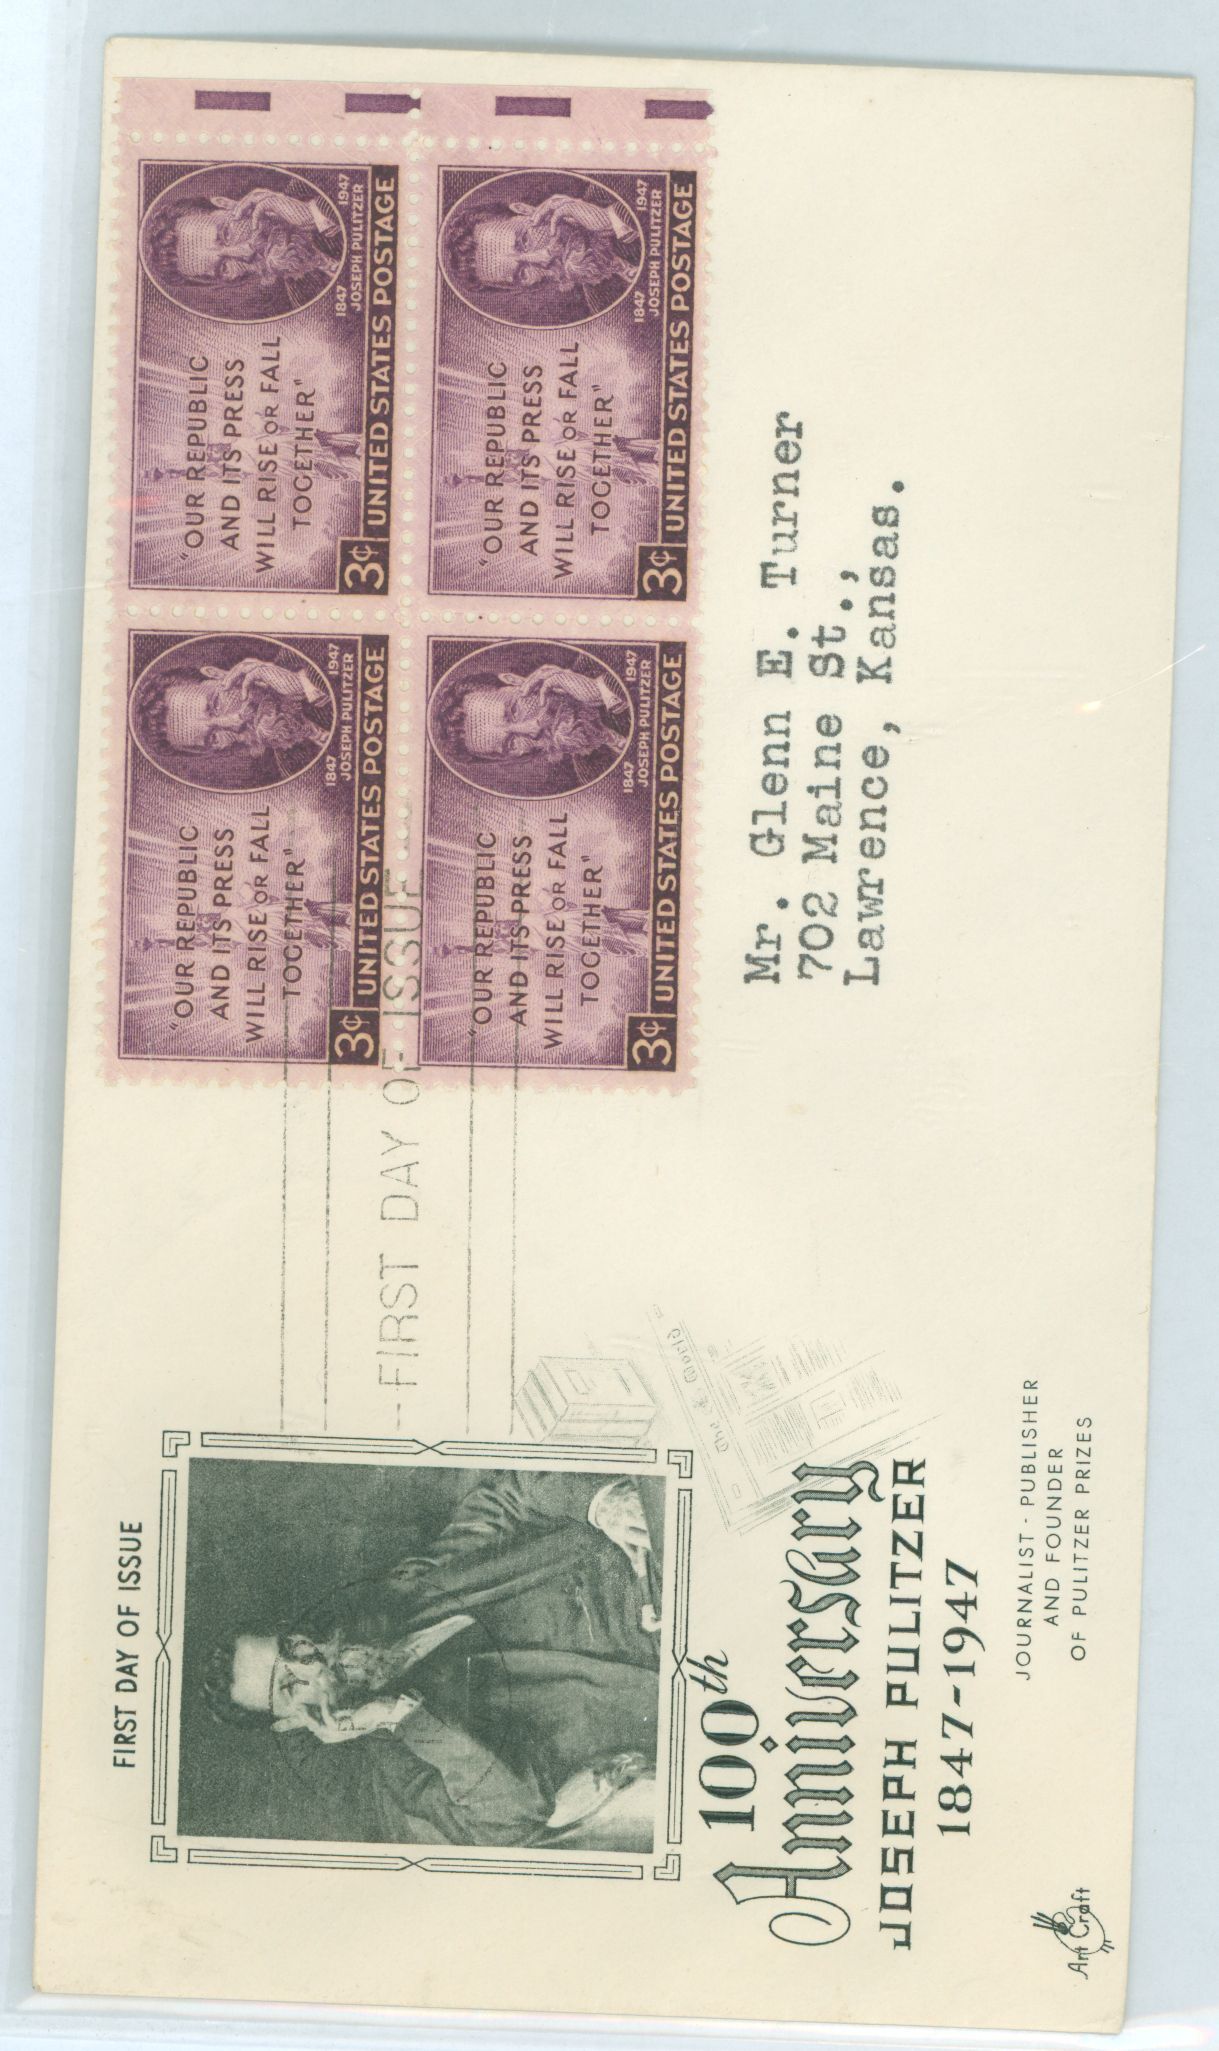 FIRST DAY OF ISSUE
The World
100th
Anniversary
JOSEPH PULITZER
1847-1947
JOURNALIST - PUBLISHER
AND FOUNDER
OF PULITZER PRIZES
Art Craft
FIRST DAY OF ISSUE
"OUR REPUBLIC
AND ITS PRESS
WILL RISE OR FALL
TOGETHER"
1847 1947
JOSEPH PULITZER
3¢ UNITED STATES POSTAGE
"OUR REPUBLIC
AND ITS PRESS
WILL RISE OR FALL
TOGETHER"
1847 1947
JOSEPH PULITZER
3¢ UNITED STATES POSTAGE
"OUR REPUBLIC
AND ITS PRESS
WILL RISE OR FALL
TOGETHER"
1847 1947
JOSEPH PULITZER
3¢ UNITED STATES POSTAGE
"OUR REPUBLIC
AND ITS PRESS
WILL RISE OR FALL
TOGETHER"
1847 1947
JOSEPH PULITZER
3¢ UNITED STATES POSTAGE
Mr. Glenn E. Turner
702 Maine St.,
Lawrence, Kansas.